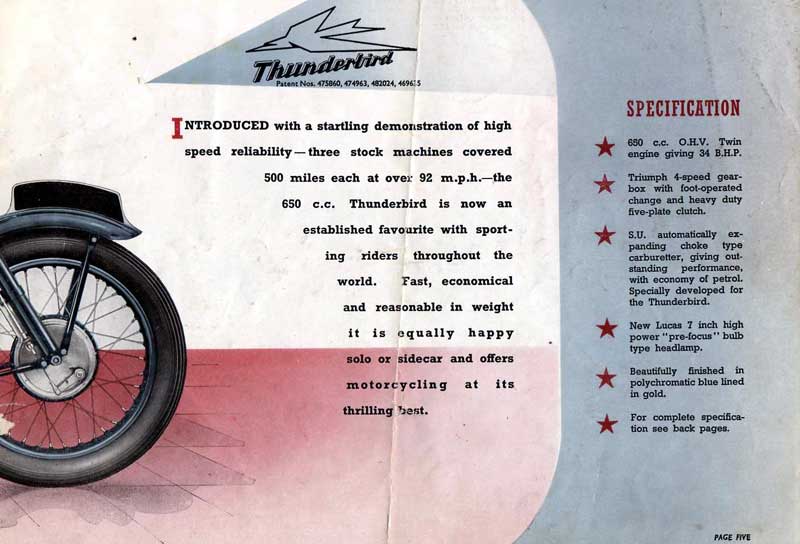 Thunderbird
Patent Nos. 475860, 474963, 482024, 469635
INTRODUCED with a startling demonstration of high
speed reliability—three stock machines covered
500 miles each at over 92 m.p.h.—the
650 c.c. Thunderbird is now an
established favourite with sport-
ing riders throughout the
world. Fast, economical
and reasonable in weight
it is equally happy
solo or sidecar and offers
motorcycling at its
thrilling best.
SPECIFICATION
650 c.c. O.H.V. Twin
engine giving 34 B.H.P.
Triumph 4-speed gear-
box with foot-operated
change and heavy duty
five-plate clutch.
S.U. automatically ex-
panding choke type
carburetter, giving out-
standing performance,
with economy of petrol.
Specially developed for
the Thunderbird.
New Lucas 7 inch high
power "pre-focus" bulb
type headlamp.
Beautifully finished in
polychromatic blue lined
in gold.
For complete specifica-
tion see back pages.
PAGE FIVE